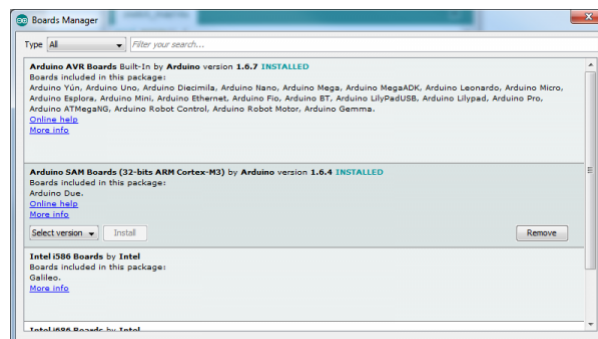 Boards Manager
Type All Filter your search...
Arduino AVR Boards Built-In by Arduino version 1.6.7 INSTALLED
Boards included in this package:
Arduino Yún, Arduino Uno, Arduino Diecimila, Arduino Nano, Arduino Mega, Arduino MegaADK, Arduino Leonardo, Arduino Micro,
Arduino Esplora, Arduino Mini, Arduino Ethernet, Arduino Fio, Arduino BT, Arduino LilyPadUSB, Arduino Lilypad, Arduino Pro,
Arduino ATMegaNG, Arduino Robot Control, Arduino Robot Motor, Arduino Gemma.
Online help
More info
Arduino SAM Boards (32-bits ARM Cortex-M3) by Arduino version 1.6.4 INSTALLED
Boards included in this package:
Arduino Due.
Online help
More info
Select version Install Remove
Intel i586 Boards by Intel
Boards included in this package:
Galileo.
More info
Intel i686 Boards by Intel